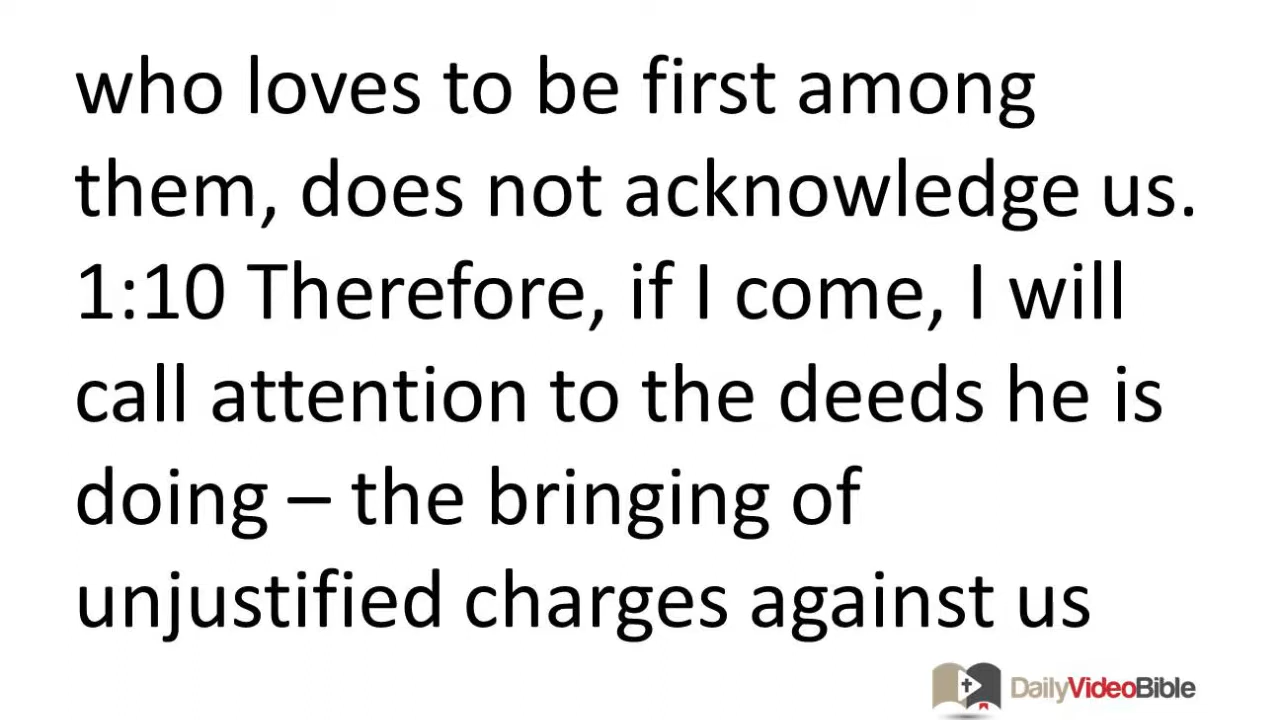 who loves to be first among
them, does not acknowledge us.
1:10 Therefore, if I come, I will
call attention to the deeds he is
doing – the bringing of
unjustified charges against us
DailyVideoBible